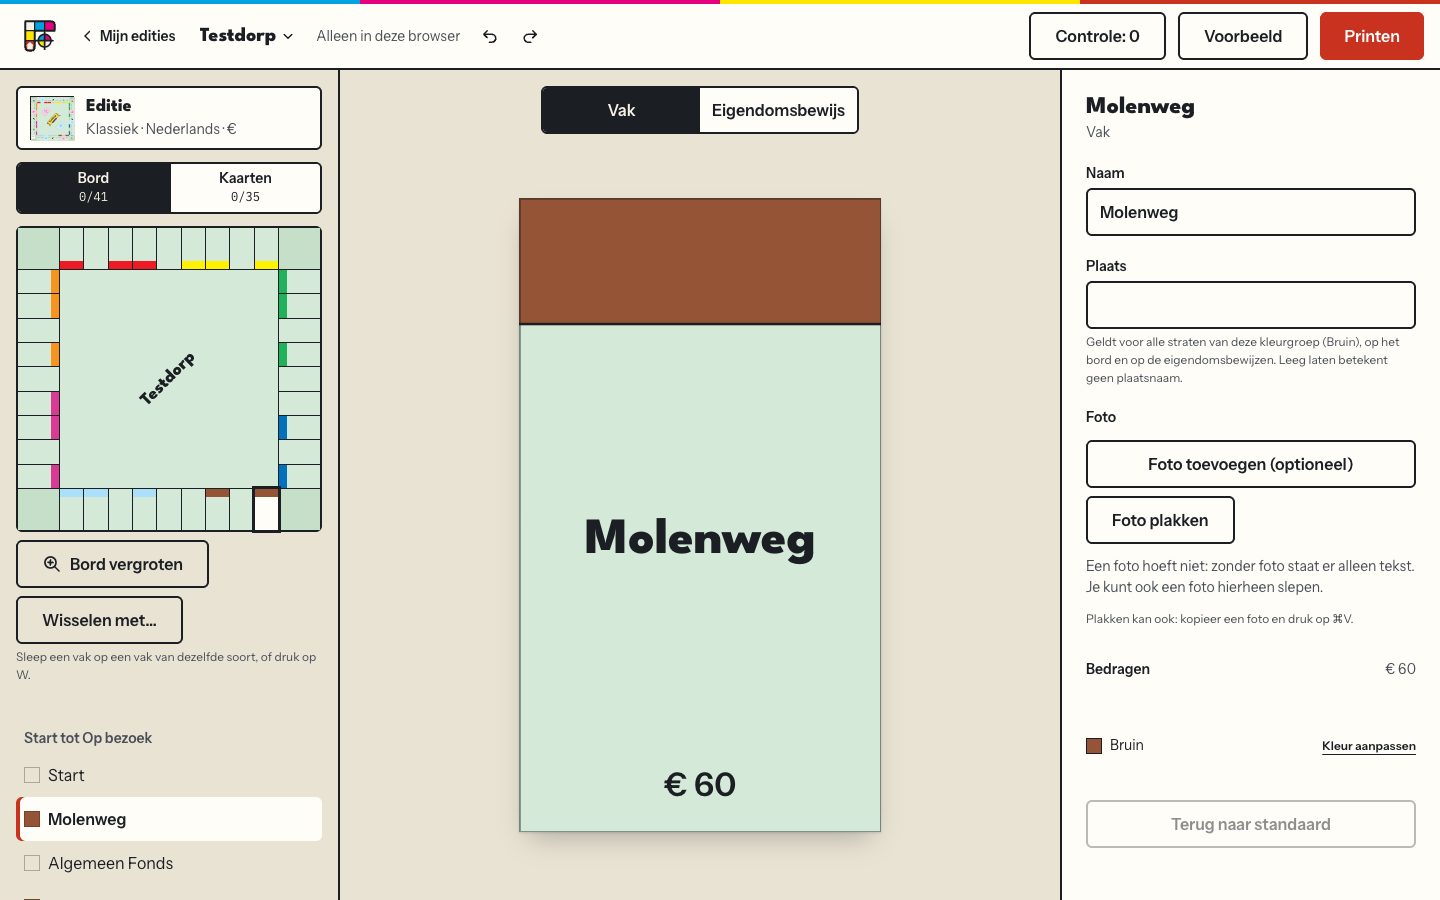 Mijn edities
Testdorp
Alleen in deze browser
Controle: 0
Voorbeeld
Printen
Editie
Klassiek · Nederlands · €
Bord
0/41
Kaarten
0/35
Testdorp
Bord vergroten
Wisselen met...
Sleep een vak op een vak van dezelfde soort, of druk op
W.
Start tot Op bezoek
Start
Molenweg
Algemeen Fonds
Vak
Eigendomsbewijs
Molenweg
€ 60
Molenweg
Vak
Naam
Molenweg
Plaats
Geldt voor alle straten van deze kleurgroep (Bruin), op het
bord en op de eigendomsbewijzen. Leeg laten betekent
geen plaatsnaam.
Foto
Foto toevoegen (optioneel)
Foto plakken
Een foto hoeft niet: zonder foto staat er alleen tekst.
Je kunt ook een foto hierheen slepen.
Plakken kan ook: kopieer een foto en druk op ⌘V.
Bedragen
€ 60
Bruin
Kleur aanpassen
Terug naar standaard